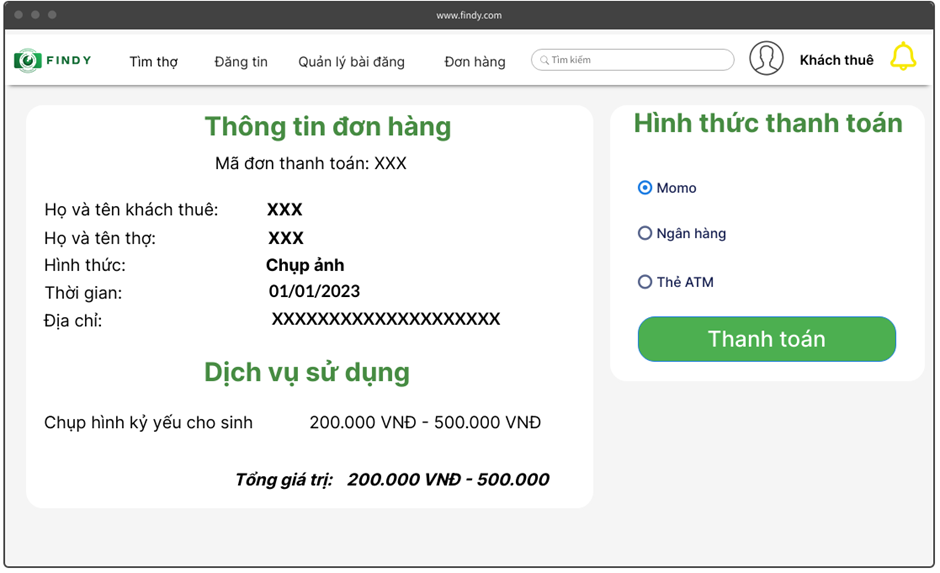 www.findy.com
FINDY
Tìm thợ
Đăng tin
Quản lý bài đăng
Đơn hàng
Tìm kiếm
Khách thuê
Thông tin đơn hàng
Mã đơn thanh toán: XXX
Họ và tên khách thuê: XXX
Họ và tên thợ: XXX
Hình thức: Chụp ảnh
Thời gian: 01/01/2023
Địa chỉ: XXXXXXXXXXXXXXXXXXXX
Dịch vụ sử dụng
Chụp hình kỷ yếu cho sinh 200.000 VNĐ - 500.000 VNĐ
Tổng giá trị: 200.000 VNĐ - 500.000
Hình thức thanh toán
Momo
Ngân hàng
Thẻ ATM
Thanh toán